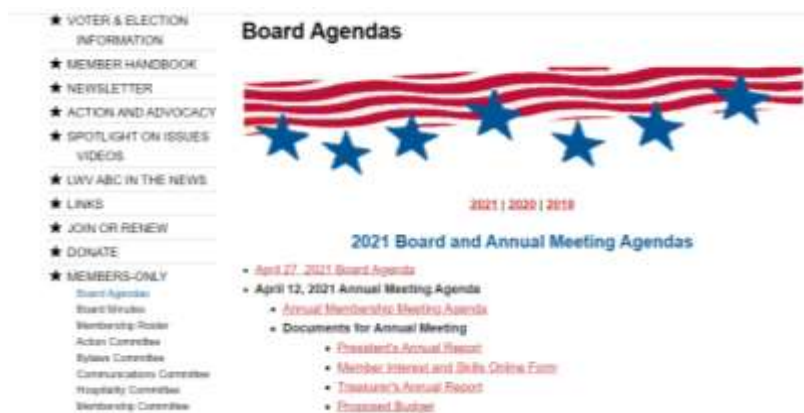 VOTER & ELECTION
INFORMATION
MEMBER HANDBOOK
NEWSLETTER
ACTION AND ADVOCACY
SPOTLIGHT ON ISSUES
VIDEOS
LWV ABC IN THE NEWS
LINKS
JOIN OR RENEW
DONATE
MEMBERS-ONLY
Board Agendas
Board Minutes
Membership Roster
Action Committee
Bylaws Committee
Communications Committee
Hospitality Committee
Membership Committee
Board Agendas
2021 | 2020 | 2019
2021 Board and Annual Meeting Agendas
April 27, 2021 Board Agenda
April 12, 2021 Annual Meeting Agenda
Annual Membership Meeting Agenda
Documents for Annual Meeting
President's Annual Report
Member Interest and Skills Online Form
Treasurer's Annual Report
Proposed Budget